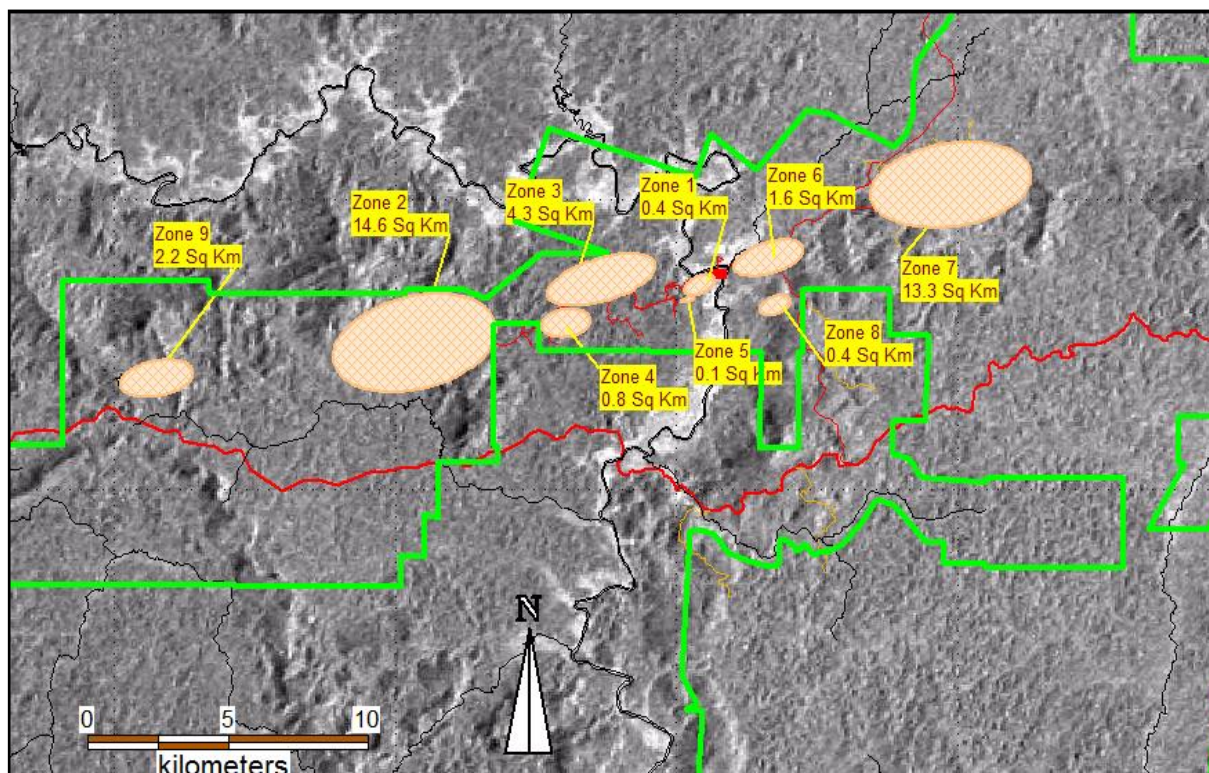 Zone 9
2.2 Sq Km
Zone 2
14.6 Sq Km
Zone 3
4.3 Sq Km
Zone 1
0.4 Sq Km
Zone 6
1.6 Sq Km
Zone 7
13.3 Sq Km
Zone 4
0.8 Sq Km
Zone 5
0.1 Sq Km
Zone 8
0.4 Sq Km
N
0 5 10
kilometers